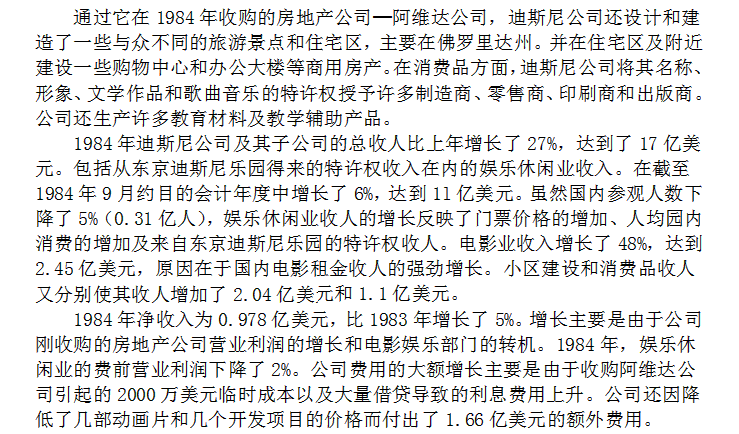 通过它在 1984 年收购的房地产公司—阿维达公司，迪斯尼公司还设计和建
造了一些与众不同的旅游景点和住宅区，主要在佛罗里达州。并在住宅区及附近
建设一些购物中心和办公大楼等商用房产。在消费品方面，迪斯尼公司将其名称、
形象、文学作品和歌曲音乐的特许权授予许多制造商、零售商、印刷商和出版商。
公司还生产许多教育材料及教学辅助产品。
1984 年迪斯尼公司及其子公司的总收人比上年增长了 27%，达到了 17 亿美
元。包括从东京迪斯尼乐园得来的特许权收入在内的娱乐休闲业收入。在截至
1984 年 9 月约目的会计年度中增长了 6%，达到 11 亿美元。虽然国内参观人数下
降了 5%（0.31 亿人），娱乐休闲业收人的增长反映了门票价格的增加、人均园内
消费的增加及来自东京迪斯尼乐园的特许权收人。电影业收入增长了 48%，达到
2.45 亿美元，原因在于国内电影租金收人的强劲增长。小区建设和消费品收人
又分别使其收人增加了 2.04 亿美元和 1.1 亿美元。
1984 年净收入为 0.978 亿美元，比 1983 年增长了 5%。增长主要是由于公司
刚收购的房地产公司营业利润的增长和电影娱乐部门的转机。1984 年，娱乐休
闲业的费前营业利润下降了 2%。公司费用的大额增长主要是由于收购阿维达公
司引起的 2000 万美元临时成本以及大量借贷导致的利息费用上升。公司还因降
低了几部动画片和几个开发项目的价格而付出了 1.66 亿美元的额外费用。